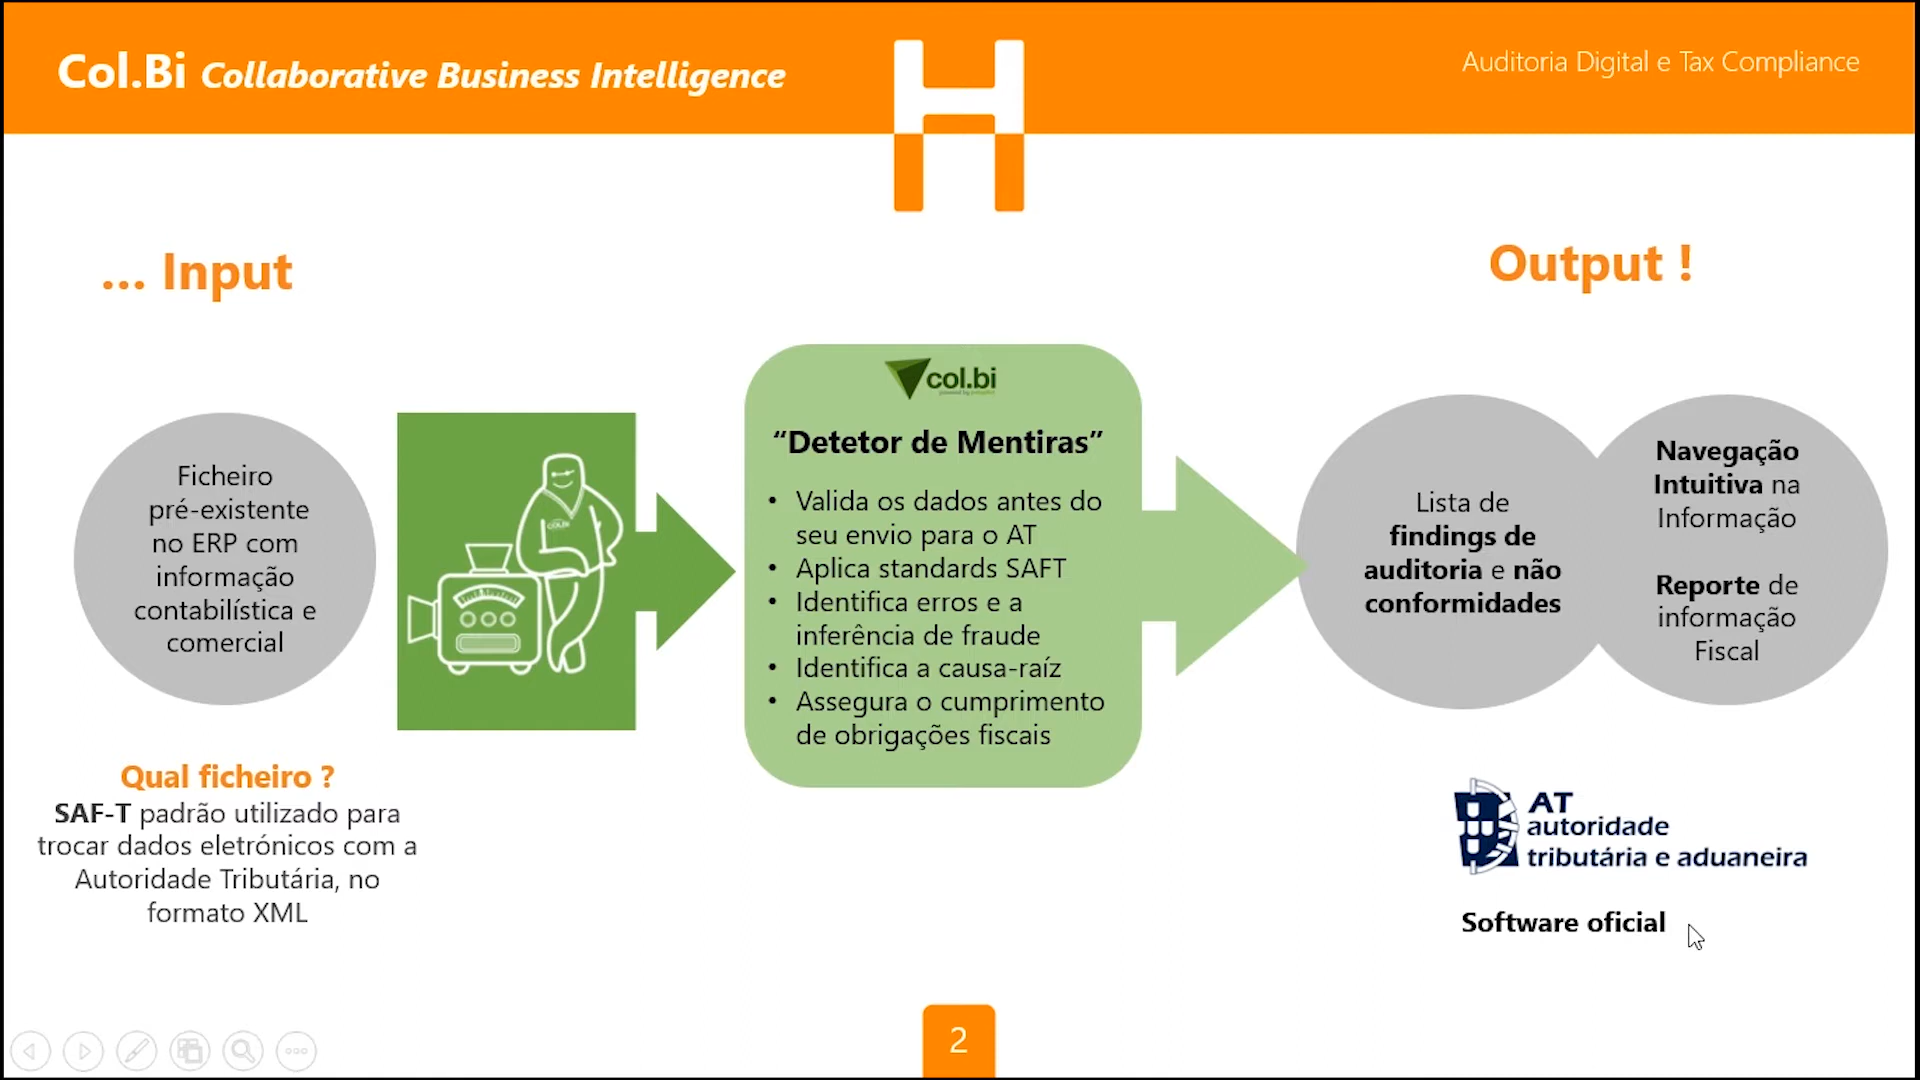 Col.Bi Collaborative Business Intelligence
Auditoria Digital e Tax Compliance
... Input
Output !
Ficheiro
pré-existente
no ERP com
informação
contabilística e
comercial
COL.BI
col.bi
“Detetor de Mentiras”
• Valida os dados antes do
seu envio para o AT
• Aplica standards SAFT
• Identifica erros e a
inferência de fraude
• Identifica a causa-raíz
• Assegura o cumprimento
de obrigações fiscais
Lista de
findings de
auditoria e não
conformidades
Navegação
Intuitiva na
Informação
Reporte de
informação
Fiscal
Qual ficheiro ?
SAF-T padrão utilizado para
trocar dados eletrónicos com a
Autoridade Tributária, no
formato XML
AT
autoridade
tributária e aduaneira
Software oficial
2